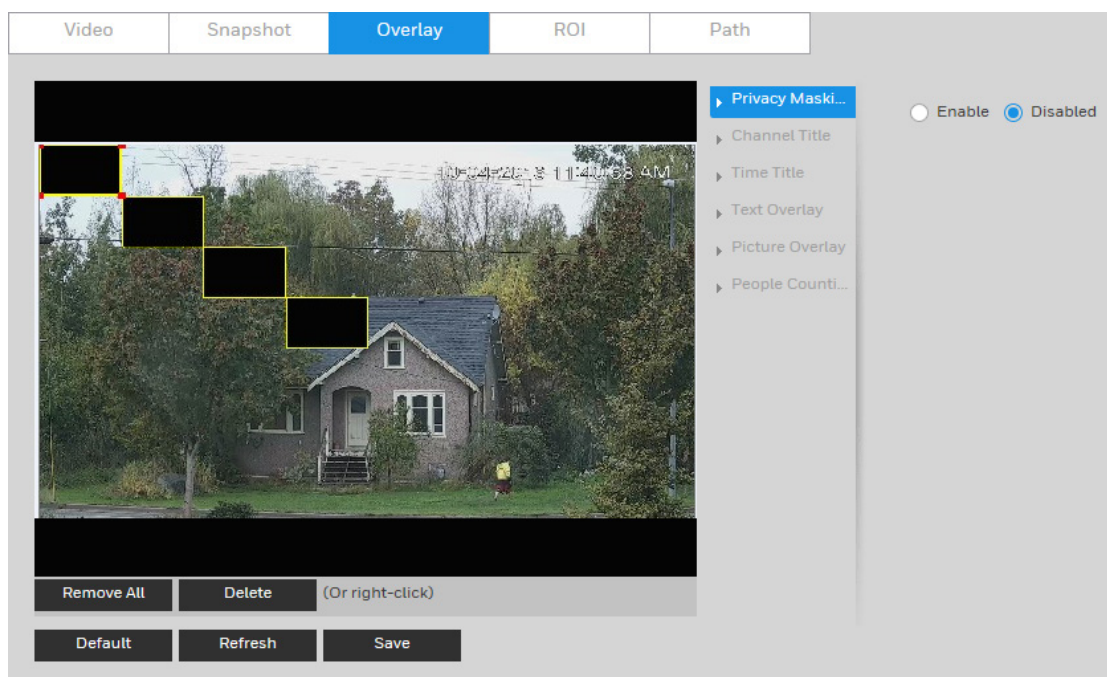 Video
Snapshot
Overlay
ROI
Path
Privacy Maski...
Enable
Disabled
Channel Title
Time Title
Text Overlay
Picture Overlay
People Counti...
AM
Remove All
Delete
(Or right-click)
Default
Refresh
Save